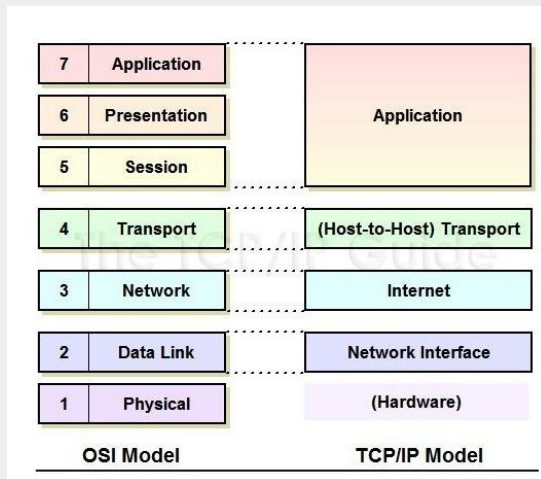 7 Application
6 Presentation
5 Session
4 Transport
3 Network
2 Data Link
1 Physical
OSI Model
Application
(Host-to-Host) Transport
Internet
Network Interface
(Hardware)
TCP/IP Model
The TCP/IP Guide